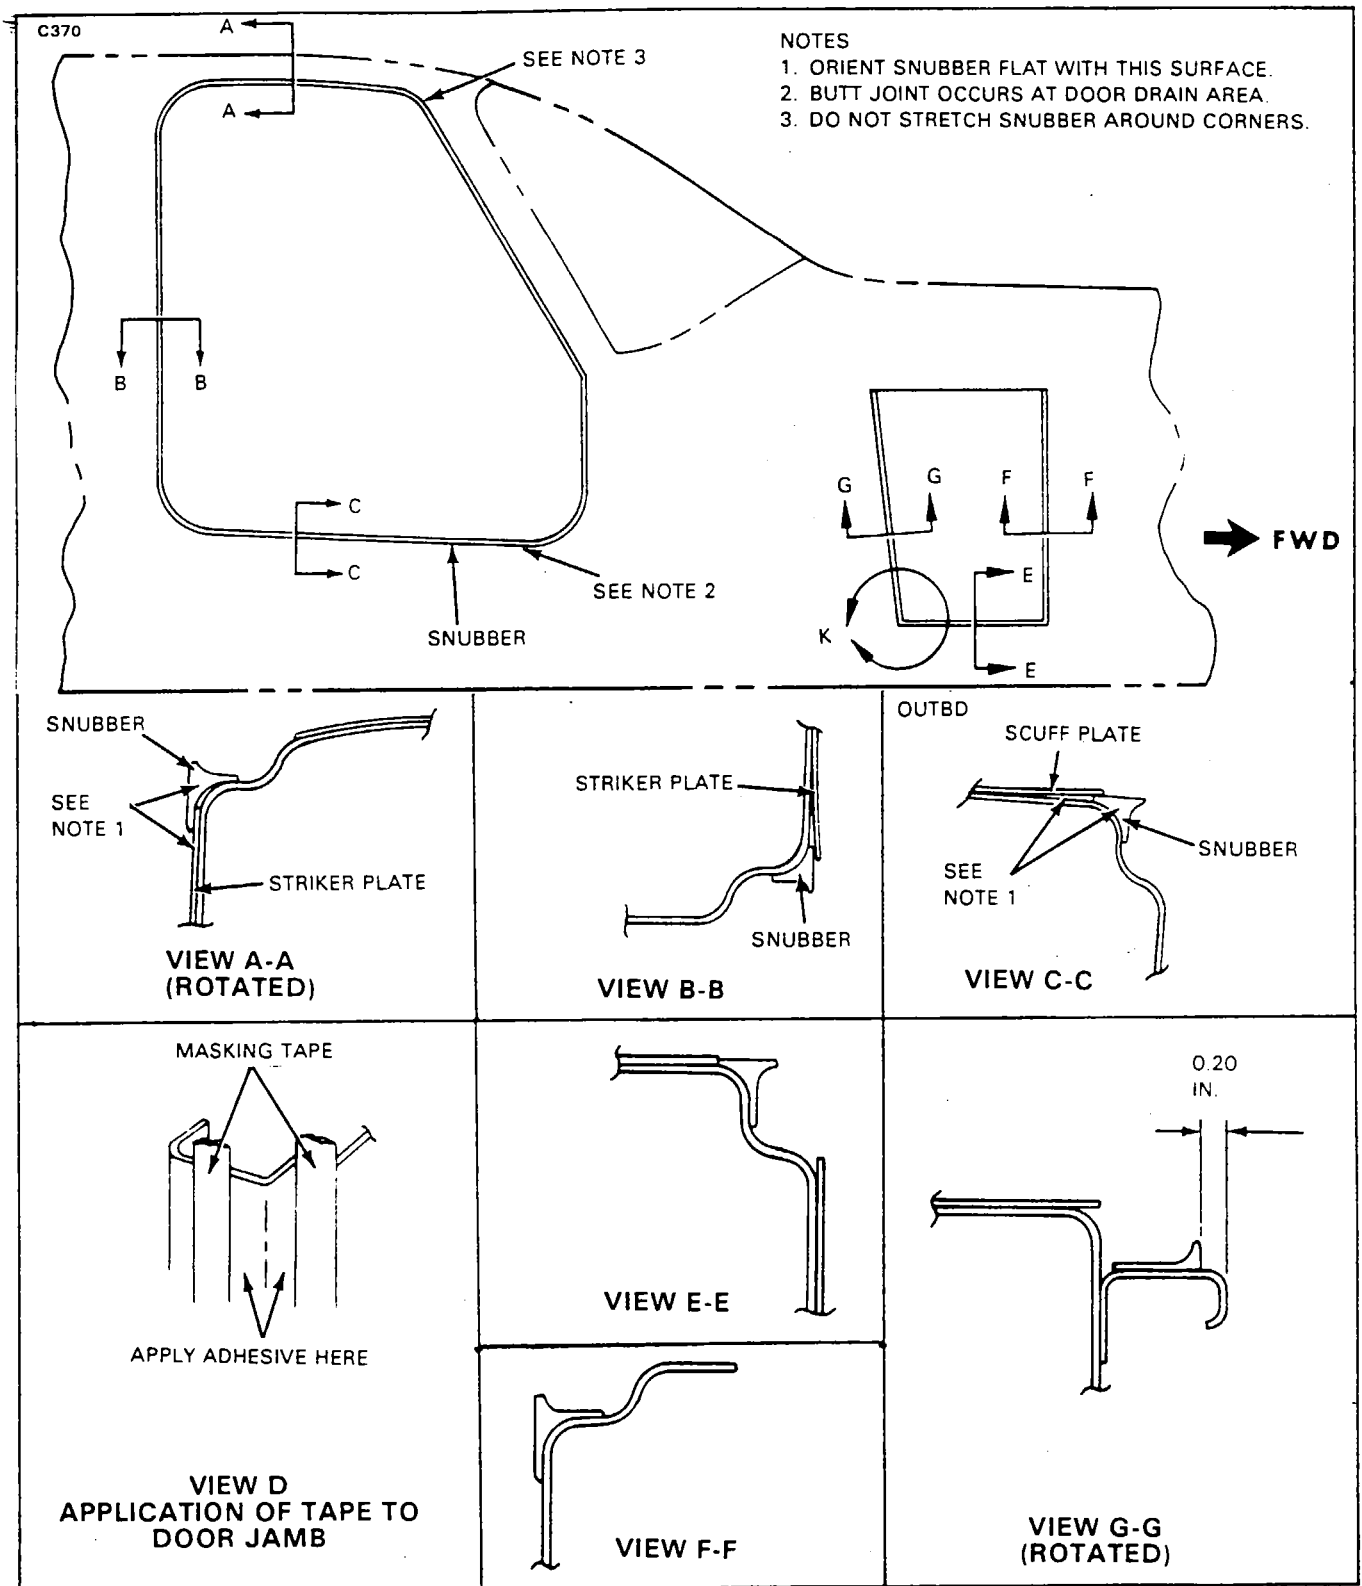 C370
A
A
SEE NOTE 3
NOTES
1. ORIENT SNUBBER FLAT WITH THIS SURFACE.
2. BUTT JOINT OCCURS AT DOOR DRAIN AREA.
3. DO NOT STRETCH SNUBBER AROUND CORNERS.
B
B
C
C
SEE NOTE 2
SNUBBER
G
G
F
F
E
E
K
FWD
SNUBBER
SEE
NOTE 1
STRIKER PLATE
VIEW A-A
(ROTATED)
STRIKER PLATE
SNUBBER
VIEW B-B
OUTBD
SCUFF PLATE
SNUBBER
SEE
NOTE 1
VIEW C-C
MASKING TAPE
APPLY ADHESIVE HERE
VIEW D
APPLICATION OF TAPE TO
DOOR JAMB
VIEW E-E
VIEW F-F
0.20
IN.
VIEW G-G
(ROTATED)